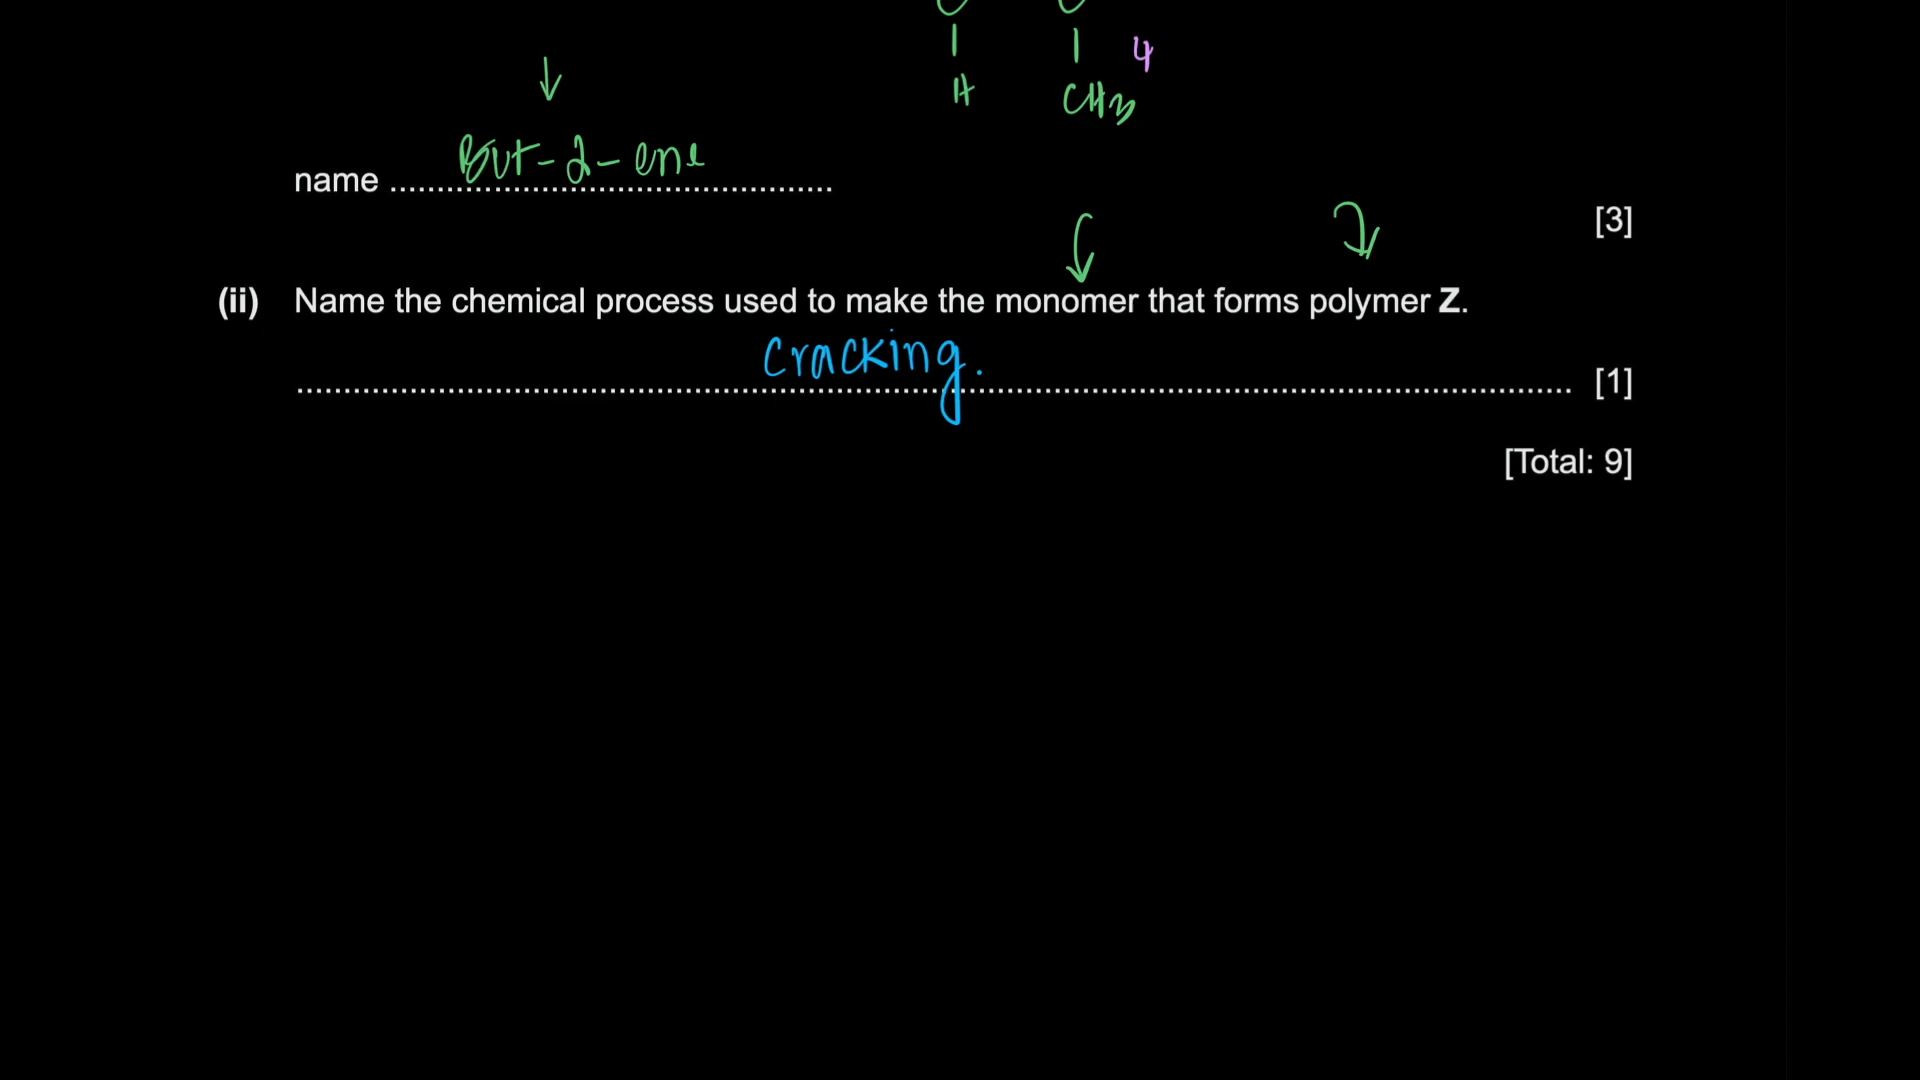 4
H CH3
But-2-ene
name ........................................................
[3]
(ii) Name the chemical process used to make the monomer that forms polymer Z.
cracking.
........................................................................................................................................ [1]
[Total: 9]